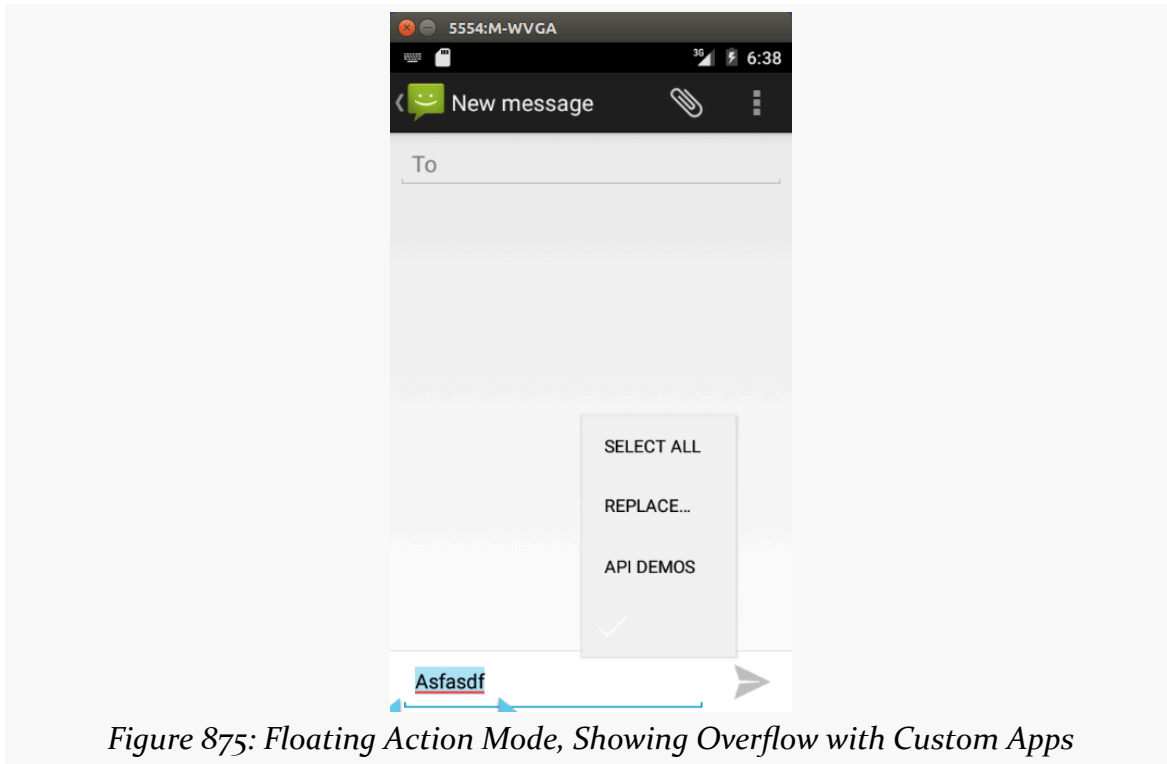 5554:M-WVGA
3G 6:38
New message
To
SELECT ALL
REPLACE...
API DEMOS
Asfasdf
Figure 875: Floating Action Mode, Showing Overflow with Custom Apps